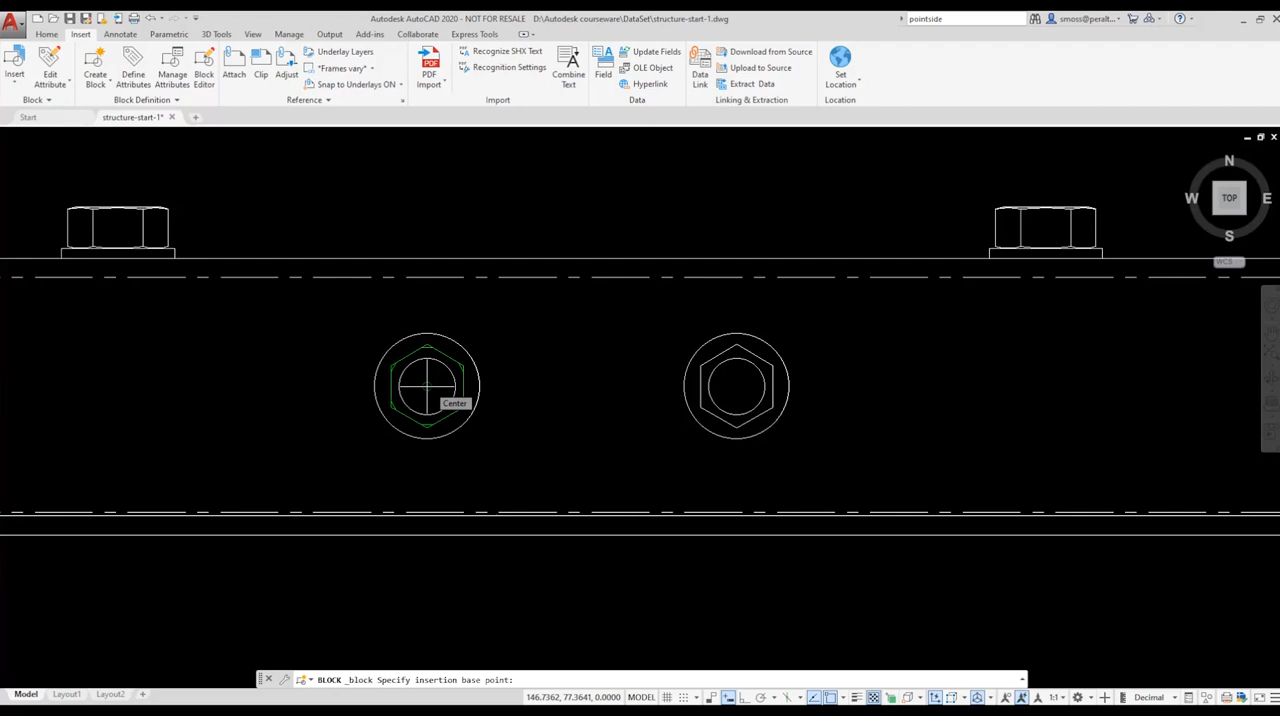 Autodesk AutoCAD 2020 - NOT FOR RESALE D:\Autodesk courseware\DataSet\structure-start-1.dwg
pointside
smoss@peralt...
Home Insert Annotate Parametric 3D Tools View Manage Output Add-ins Collaborate Express Tools
Insert
Edit Attribute
Create Block
Define Attributes
Manage Attributes
Block Editor
Attach
Clip
Adjust
Underlay Layers
*Frames vary*
Snap to Underlays ON
PDF Import
Recognize SHX Text
Recognition Settings
Combine Text
Field
Update Fields
OLE Object
Hyperlink
Data Link
Download from Source
Upload to Source
Extract Data
Set Location
Block Block Definition Reference Import Data Linking & Extraction Location
Start structure-start-1*
N
W TOP E
S
WCS
Center
BLOCK _block Specify insertion base point:
Model Layout1 Layout2 146.7362, 77.3641, 0.0000 MODEL 1:1 Decimal